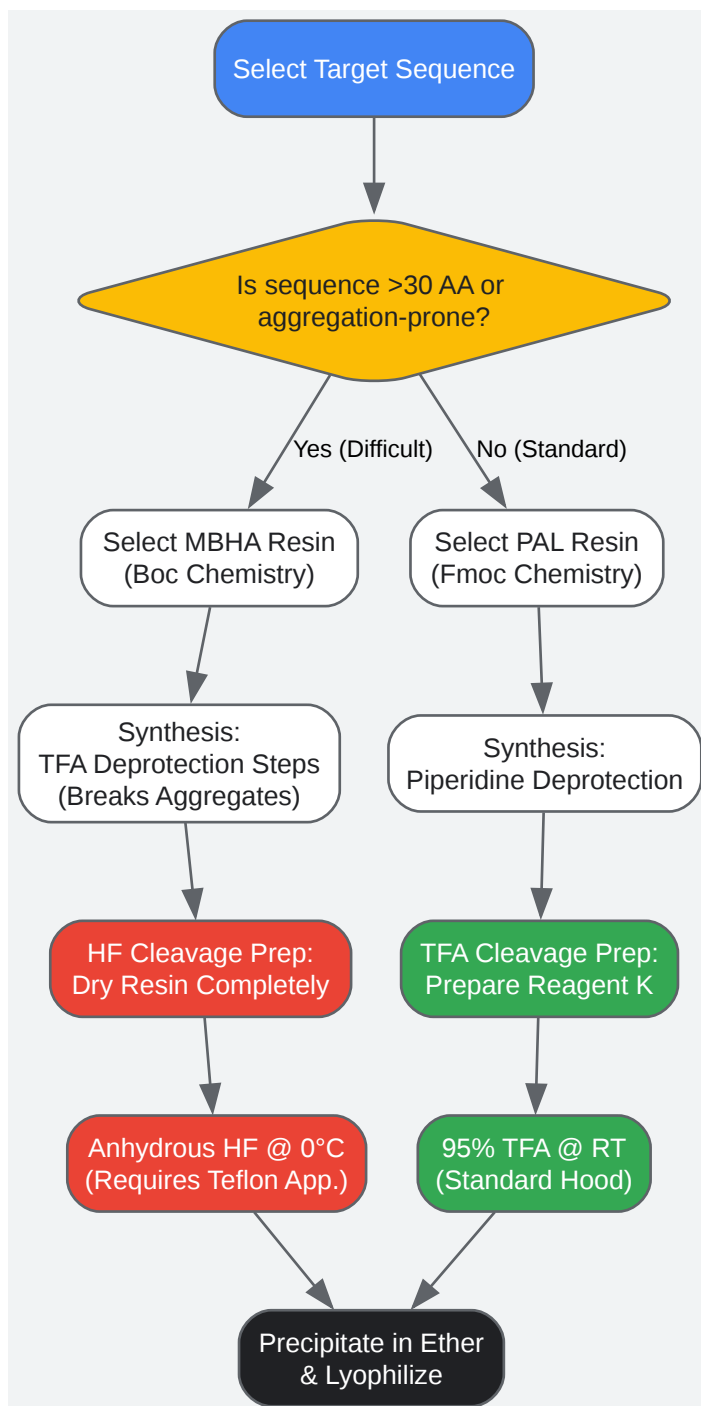 Select Target Sequence
Is sequence >30 AA or
aggregation-prone?
Yes (Difficult)
No (Standard)
Select MBHA Resin
(Boc Chemistry)
Select PAL Resin
(Fmoc Chemistry)
Synthesis:
TFA Deprotection Steps
(Breaks Aggregates)
Synthesis:
Piperidine Deprotection
HF Cleavage Prep:
Dry Resin Completely
TFA Cleavage Prep:
Prepare Reagent K
Anhydrous HF @ 0°C
(Requires Teflon App.)
95% TFA @ RT
(Standard Hood)
Precipitate in Ether
& Lyophilize